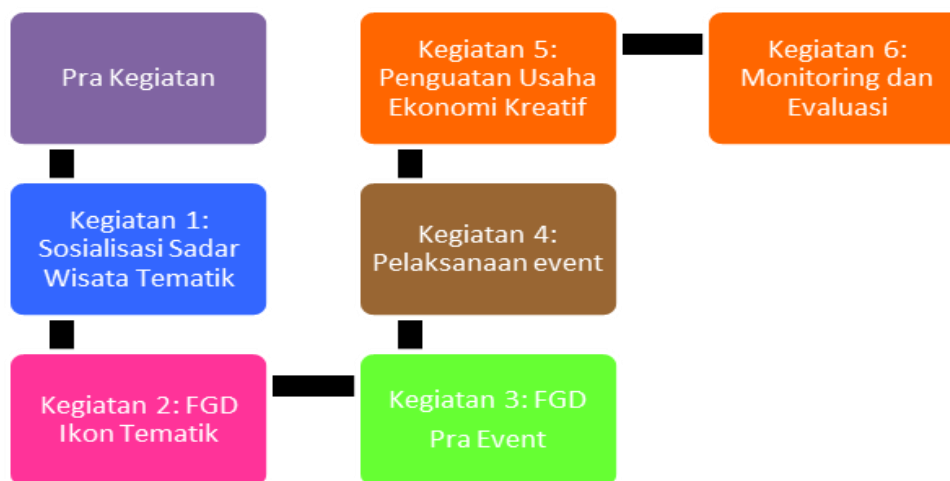 Pra Kegiatan
Kegiatan 1:
Sosialisasi Sadar
Wisata Tematik
Kegiatan 2: FGD
Ikon Tematik
Kegiatan 3: FGD
Pra Event
Kegiatan 4:
Pelaksanaan event
Kegiatan 5:
Penguatan Usaha
Ekonomi Kreatif
Kegiatan 6:
Monitoring dan
Evaluasi